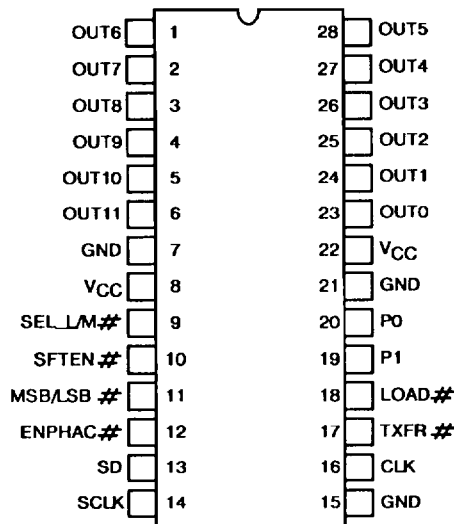 OUT6 1 28 OUT5
OUT7 2 27 OUT4
OUT8 3 26 OUT3
OUT9 4 25 OUT2
OUT10 5 24 OUT1
OUT11 6 23 OUT0
GND 7 22 VCC
VCC 8 21 GND
SEL_L/M# 9 20 P0
SFTEN# 10 19 P1
MSB/LSB # 11 18 LOAD#
ENPHAC# 12 17 TXFR#
SD 13 16 CLK
SCLK 14 15 GND